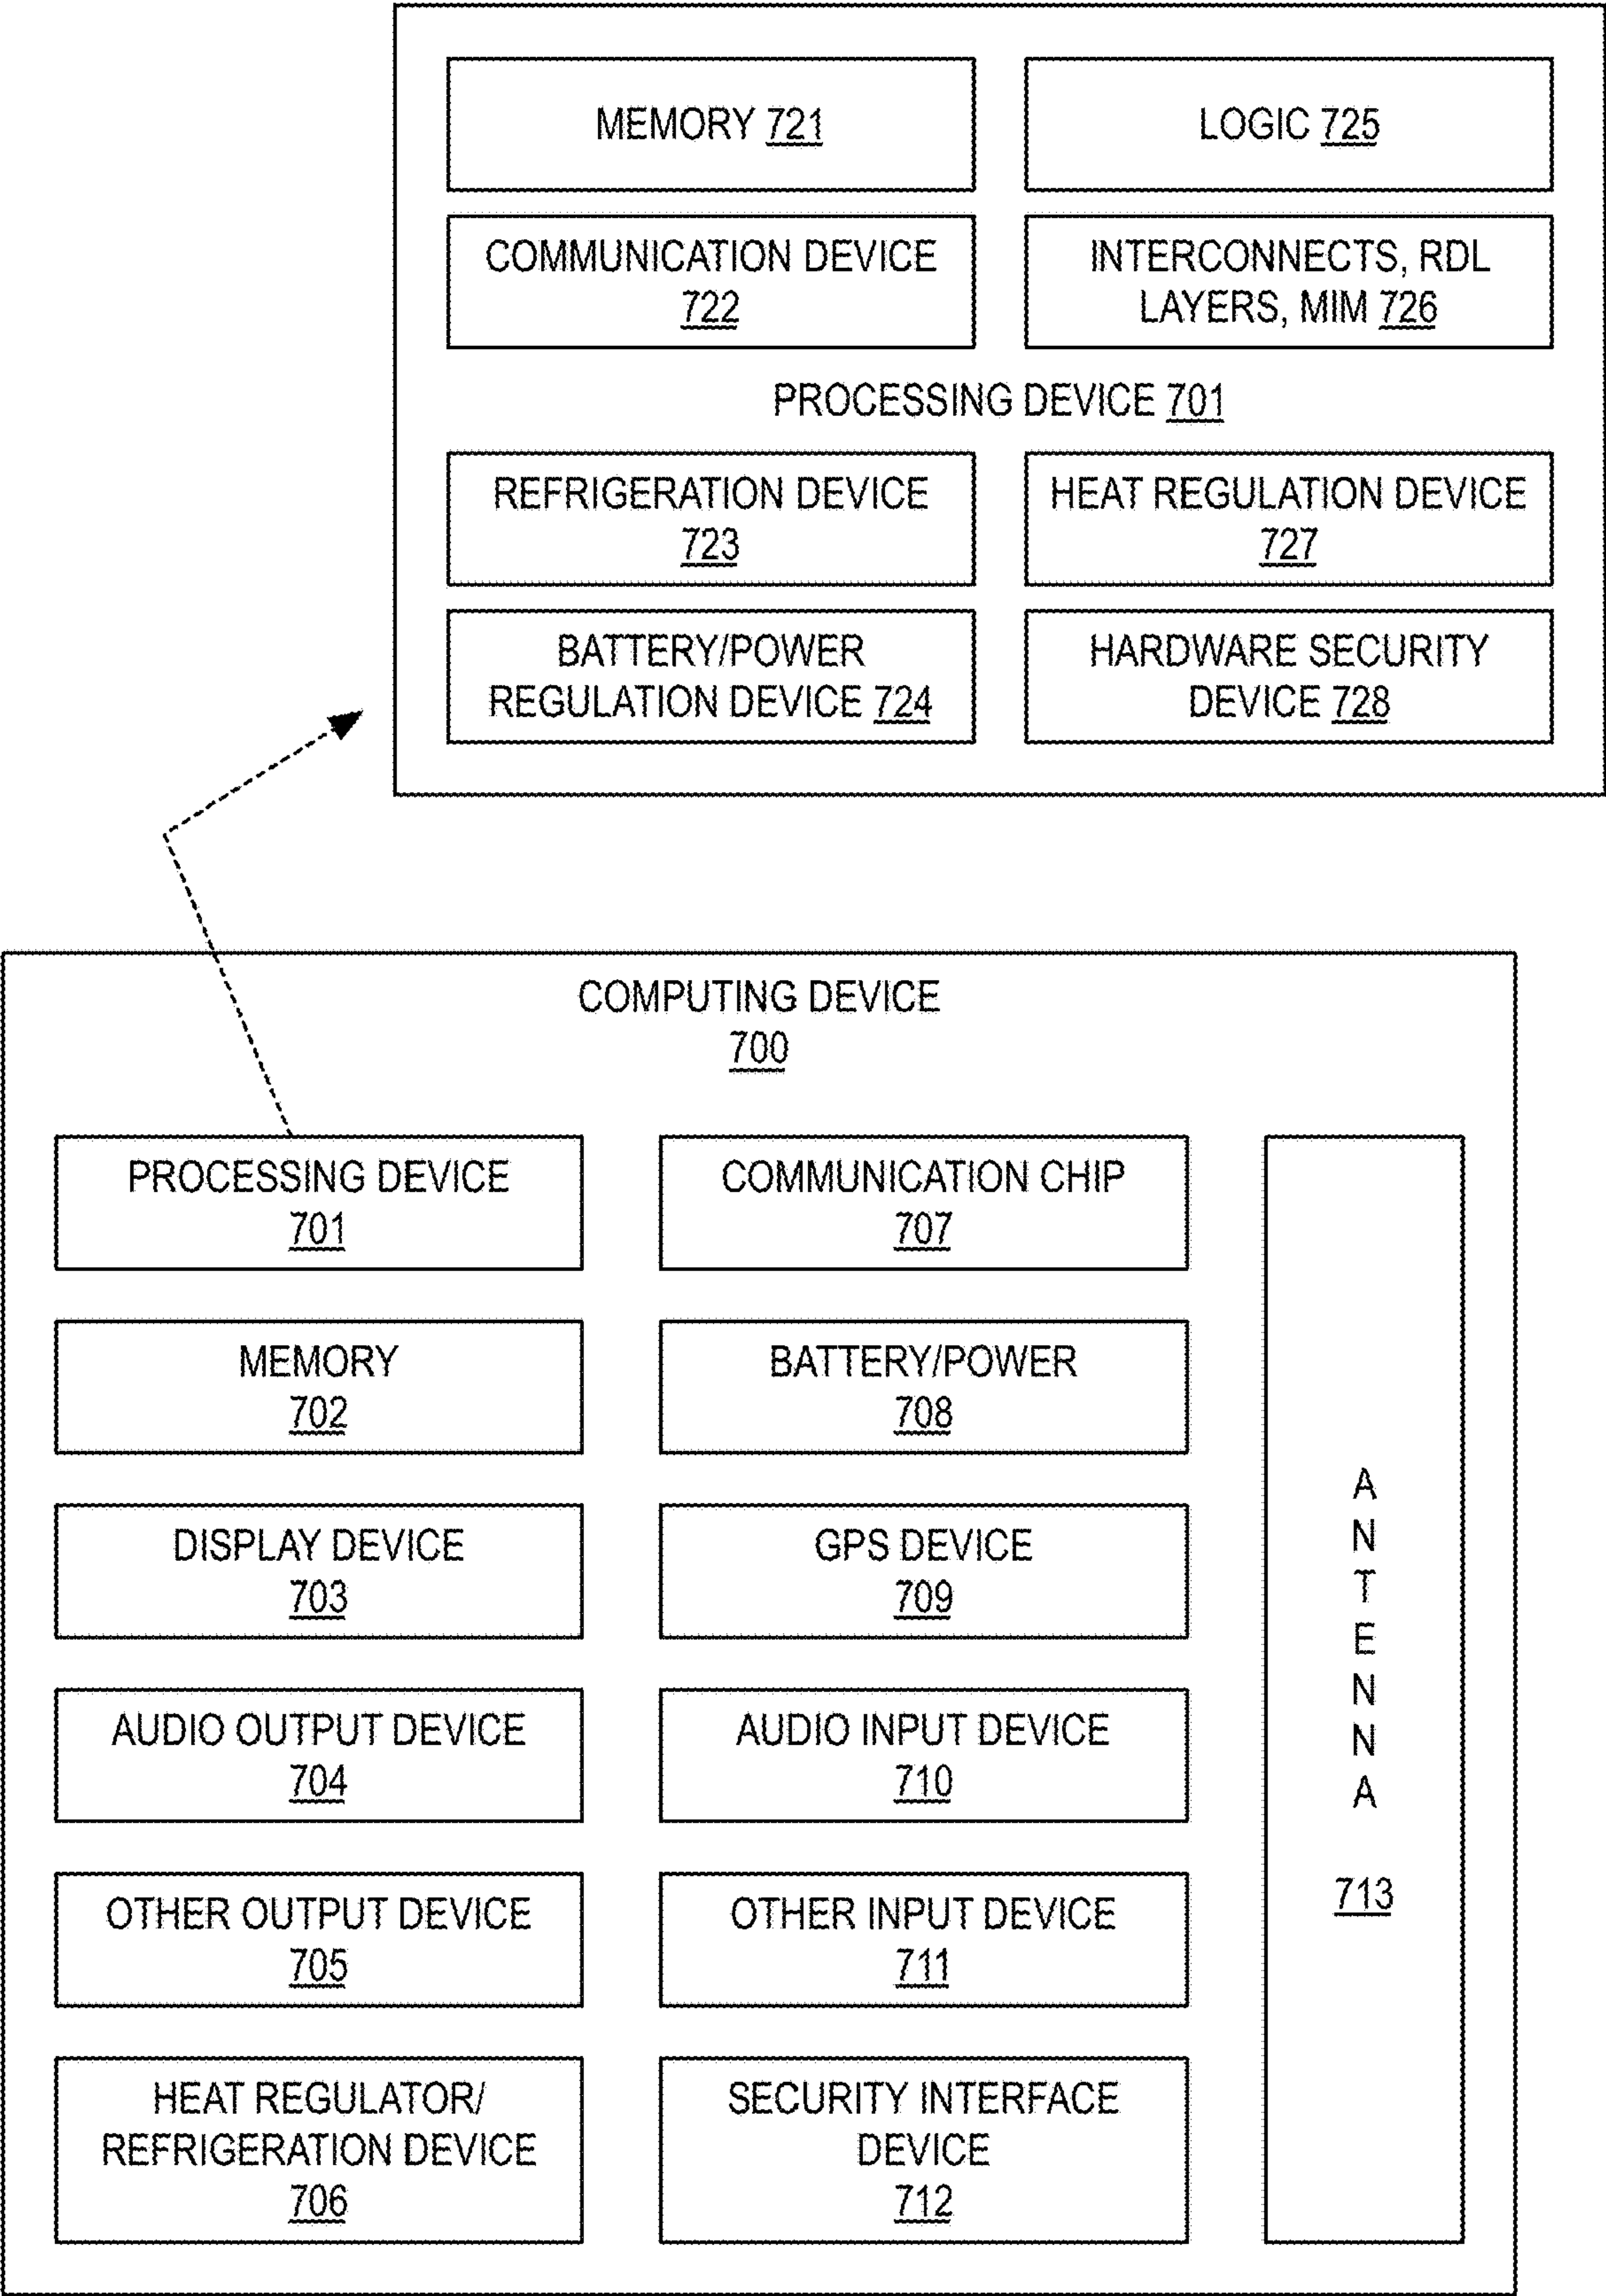 MEMORY 721
LOGIC 725
COMMUNICATION DEVICE
722
INTERCONNECTS, RDL
LAYERS, MIM 726
PROCESSING DEVICE 701
REFRIGERATION DEVICE
723
HEAT REGULATION DEVICE
727
BATTERY/POWER
REGULATION DEVICE 724
HARDWARE SECURITY
DEVICE 728
COMPUTING DEVICE
700
PROCESSING DEVICE
701
COMMUNICATION CHIP
707
MEMORY
702
BATTERY/POWER
708
DISPLAY DEVICE
703
GPS DEVICE
709
AUDIO OUTPUT DEVICE
704
AUDIO INPUT DEVICE
710
OTHER OUTPUT DEVICE
705
OTHER INPUT DEVICE
711
HEAT REGULATOR/
REFRIGERATION DEVICE
706
SECURITY INTERFACE
DEVICE
712
ANTENNA
713